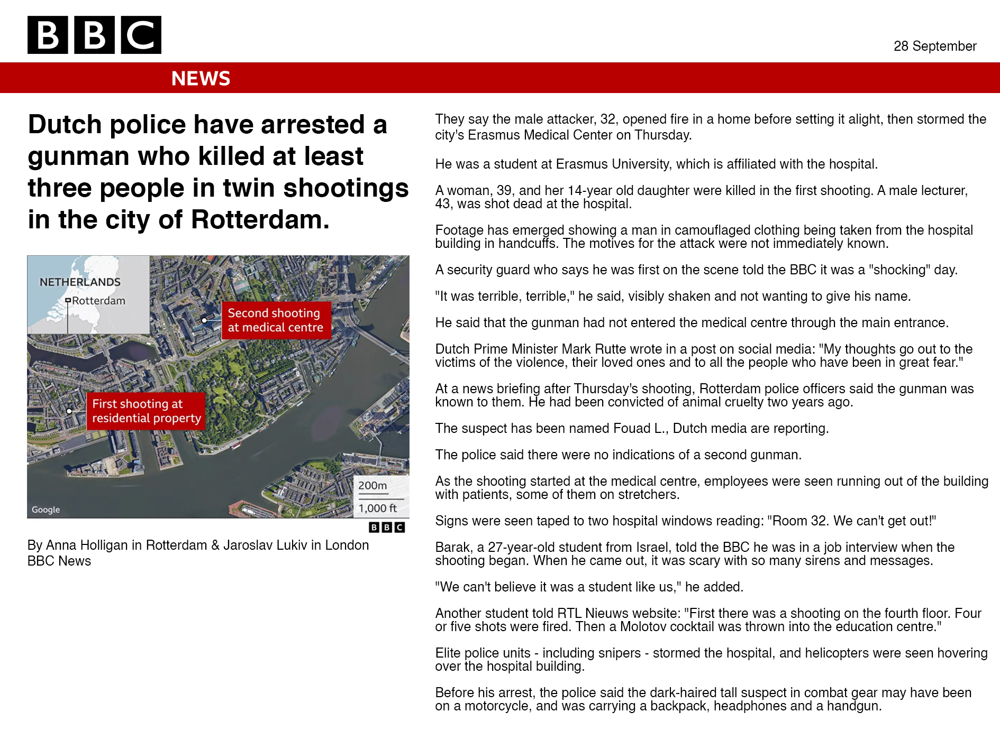 BBC
28 September
NEWS
Dutch police have arrested a
gunman who killed at least
three people in twin shootings
in the city of Rotterdam.
NETHERLANDS
Rotterdam
Second shooting
at medical centre
First shooting at
residential property
200m
1,000 ft
Google
BBC
By Anna Holligan in Rotterdam & Jaroslav Lukiv in London
BBC News
They say the male attacker, 32, opened fire in a home before setting it alight, then stormed the
city's Erasmus Medical Center on Thursday.
He was a student at Erasmus University, which is affiliated with the hospital.
A woman, 39, and her 14-year old daughter were killed in the first shooting. A male lecturer,
43, was shot dead at the hospital.
Footage has emerged showing a man in camouflaged clothing being taken from the hospital
building in handcuffs. The motives for the attack were not immediately known.
A security guard who says he was first on the scene told the BBC it was a "shocking" day.
"It was terrible, terrible," he said, visibly shaken and not wanting to give his name.
He said that the gunman had not entered the medical centre through the main entrance.
Dutch Prime Minister Mark Rutte wrote in a post on social media: "My thoughts go out to the
victims of the violence, their loved ones and to all the people who have been in great fear."
At a news briefing after Thursday's shooting, Rotterdam police officers said the gunman was
known to them. He had been convicted of animal cruelty two years ago.
The suspect has been named Fouad L., Dutch media are reporting.
The police said there were no indications of a second gunman.
As the shooting started at the medical centre, employees were seen running out of the building
with patients, some of them on stretchers.
Signs were seen taped to two hospital windows reading: "Room 32. We can't get out!"
Barak, a 27-year-old student from Israel, told the BBC he was in a job interview when the
shooting began. When he came out, it was scary with so many sirens and messages.
"We can't believe it was a student like us," he added.
Another student told RTL Nieuws website: "First there was a shooting on the fourth floor. Four
or five shots were fired. Then a Molotov cocktail was thrown into the education centre."
Elite police units - including snipers - stormed the hospital, and helicopters were seen hovering
over the hospital building.
Before his arrest, the police said the dark-haired tall suspect in combat gear may have been
on a motorcycle, and was carrying a backpack, headphones and a handgun.